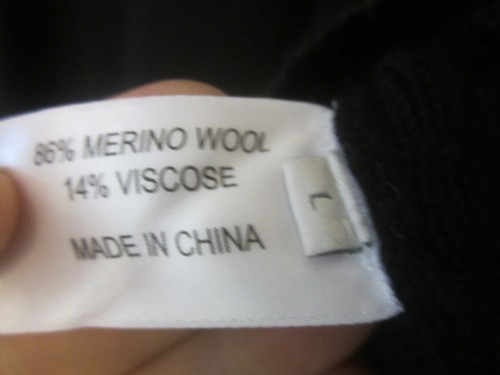 86% MERINO WOOL
14% VISCOSE
MADE IN CHINA
L